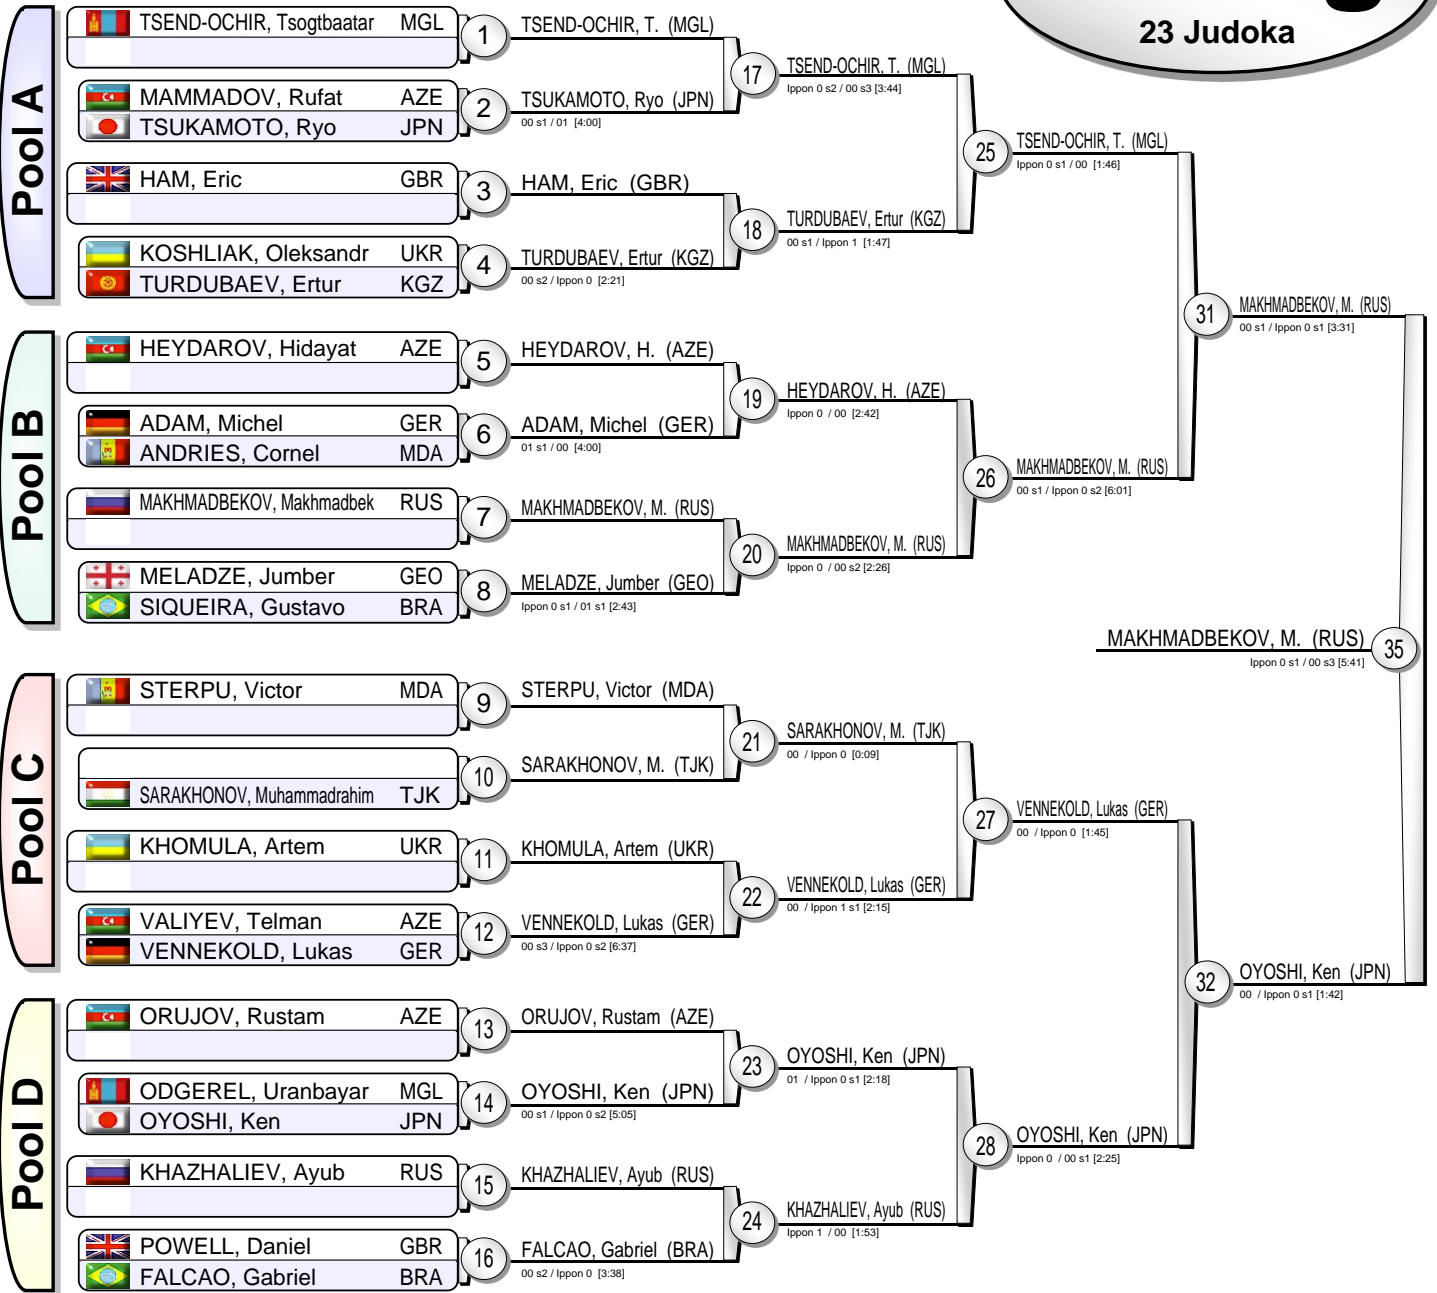 23 Judoka
Pool A
TSEND-OCHIR, Tsogtbaatar MGL
1
TSEND-OCHIR, T. (MGL)
MAMMADOV, Rufat AZE
TSUKAMOTO, Ryo JPN
2
TSUKAMOTO, Ryo (JPN)
00 s1 / 01 [4:00]
17
TSEND-OCHIR, T. (MGL)
Ippon 0 s2 / 00 s3 [3:44]
HAM, Eric GBR
3
HAM, Eric (GBR)
KOSHLIAK, Oleksandr UKR
TURDUBAEV, Ertur KGZ
4
TURDUBAEV, Ertur (KGZ)
00 s2 / Ippon 0 [2:21]
18
TURDUBAEV, Ertur (KGZ)
00 s1 / Ippon 1 [1:47]
25
TSEND-OCHIR, T. (MGL)
Ippon 0 s1 / 00 [1:46]
Pool B
HEYDAROV, Hidayat AZE
5
HEYDAROV, H. (AZE)
ADAM, Michel GER
ANDRIES, Cornel MDA
6
ADAM, Michel (GER)
01 s1 / 00 [4:00]
19
HEYDAROV, H. (AZE)
Ippon 0 / 00 [2:42]
MAKHMADBEKOV, Makhmadbek RUS
7
MAKHMADBEKOV, M. (RUS)
MELADZE, Jumber GEO
SIQUEIRA, Gustavo BRA
8
MELADZE, Jumber (GEO)
Ippon 0 s1 / 01 s1 [2:43]
20
MAKHMADBEKOV, M. (RUS)
Ippon 0 / 00 s2 [2:26]
26
MAKHMADBEKOV, M. (RUS)
00 s1 / Ippon 0 s2 [6:01]
31
MAKHMADBEKOV, M. (RUS)
00 s1 / Ippon 0 s1 [3:31]
MAKHMADBEKOV, M. (RUS)
35
Ippon 0 s1 / 00 s3 [5:41]
Pool C
STERPU, Victor MDA
9
STERPU, Victor (MDA)
SARAKHONOV, Muhammadrahim TJK
10
SARAKHONOV, M. (TJK)
21
SARAKHONOV, M. (TJK)
00 / Ippon 0 [0:09]
KHOMULA, Artem UKR
11
KHOMULA, Artem (UKR)
VALIYEV, Telman AZE
VENNEKOLD, Lukas GER
12
VENNEKOLD, Lukas (GER)
00 s3 / Ippon 0 s2 [6:37]
22
VENNEKOLD, Lukas (GER)
00 / Ippon 1 s1 [2:15]
27
VENNEKOLD, Lukas (GER)
00 / Ippon 0 [1:45]
Pool D
ORUJOV, Rustam AZE
13
ORUJOV, Rustam (AZE)
ODGEREL, Uranbayar MGL
OYOSHI, Ken JPN
14
OYOSHI, Ken (JPN)
00 s1 / Ippon 0 s2 [5:05]
23
OYOSHI, Ken (JPN)
01 / Ippon 0 s1 [2:18]
KHAZHALIEV, Ayub RUS
15
KHAZHALIEV, Ayub (RUS)
POWELL, Daniel GBR
FALCAO, Gabriel BRA
16
FALCAO, Gabriel (BRA)
00 s2 / Ippon 0 [3:38]
24
KHAZHALIEV, Ayub (RUS)
Ippon 1 / 00 [1:53]
28
OYOSHI, Ken (JPN)
Ippon 0 / 00 s1 [2:25]
32
OYOSHI, Ken (JPN)
00 / Ippon 0 s1 [1:42]